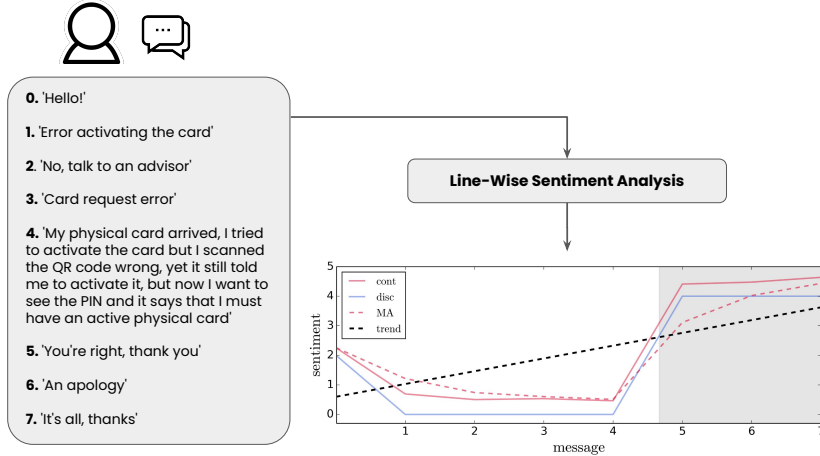 0. 'Hello!'
1. 'Error activating the card'
2. 'No, talk to an advisor'
3. 'Card request error'
4. 'My physical card arrived, I tried
to activate the card but I scanned
the QR code wrong, yet it still told
me to activate it, but now I want to
see the PIN and it says that I must
have an active physical card'
5. 'You're right, thank you'
6. 'An apology'
7. 'It's all, thanks'
Line-Wise Sentiment Analysis
5
4
3
2
1
0
sentiment
cont
disc
MA
trend
1 2 3 4 5 6
message